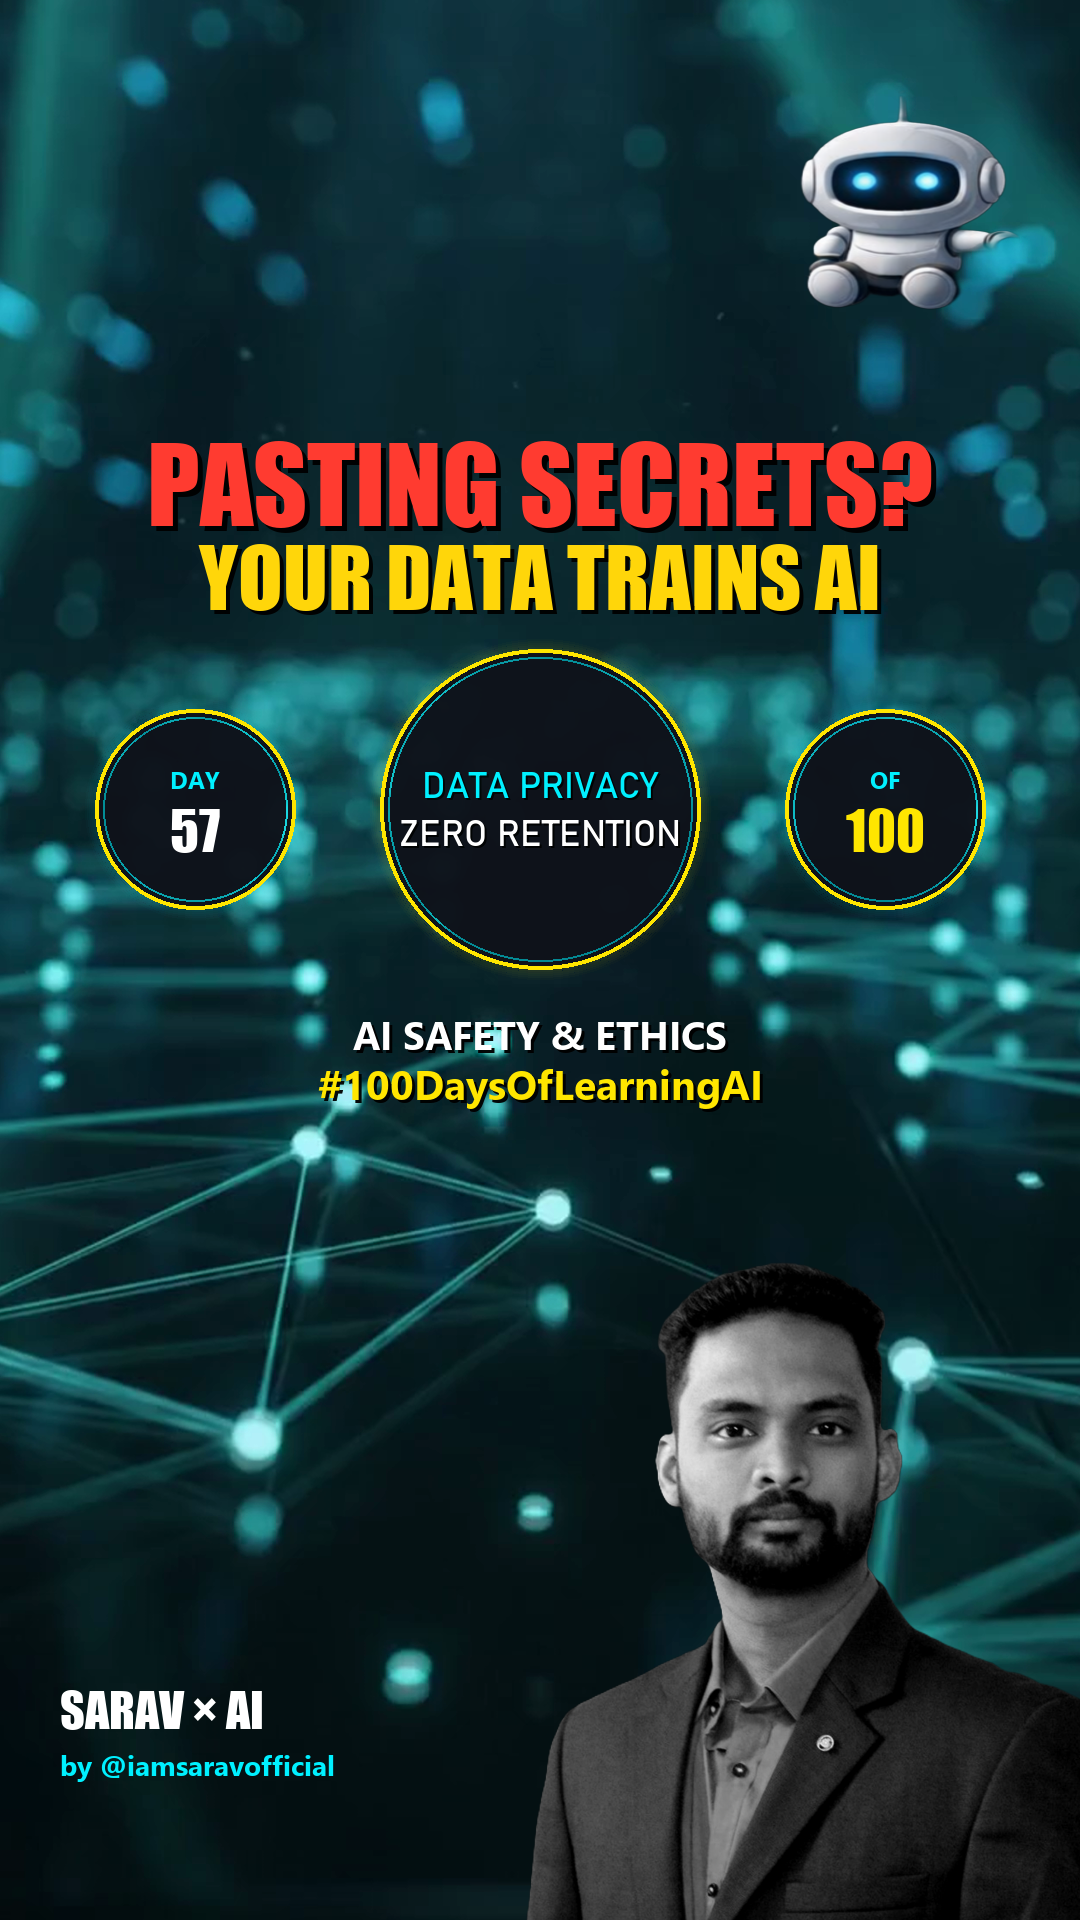 PASTING SECRETS?
YOUR DATA TRAINS AI
DAY
57
DATA PRIVACY
ZERO RETENTION
OF
100
AI SAFETY & ETHICS
#100DaysOfLearningAI
SARAV × AI
by @iamsaravofficial